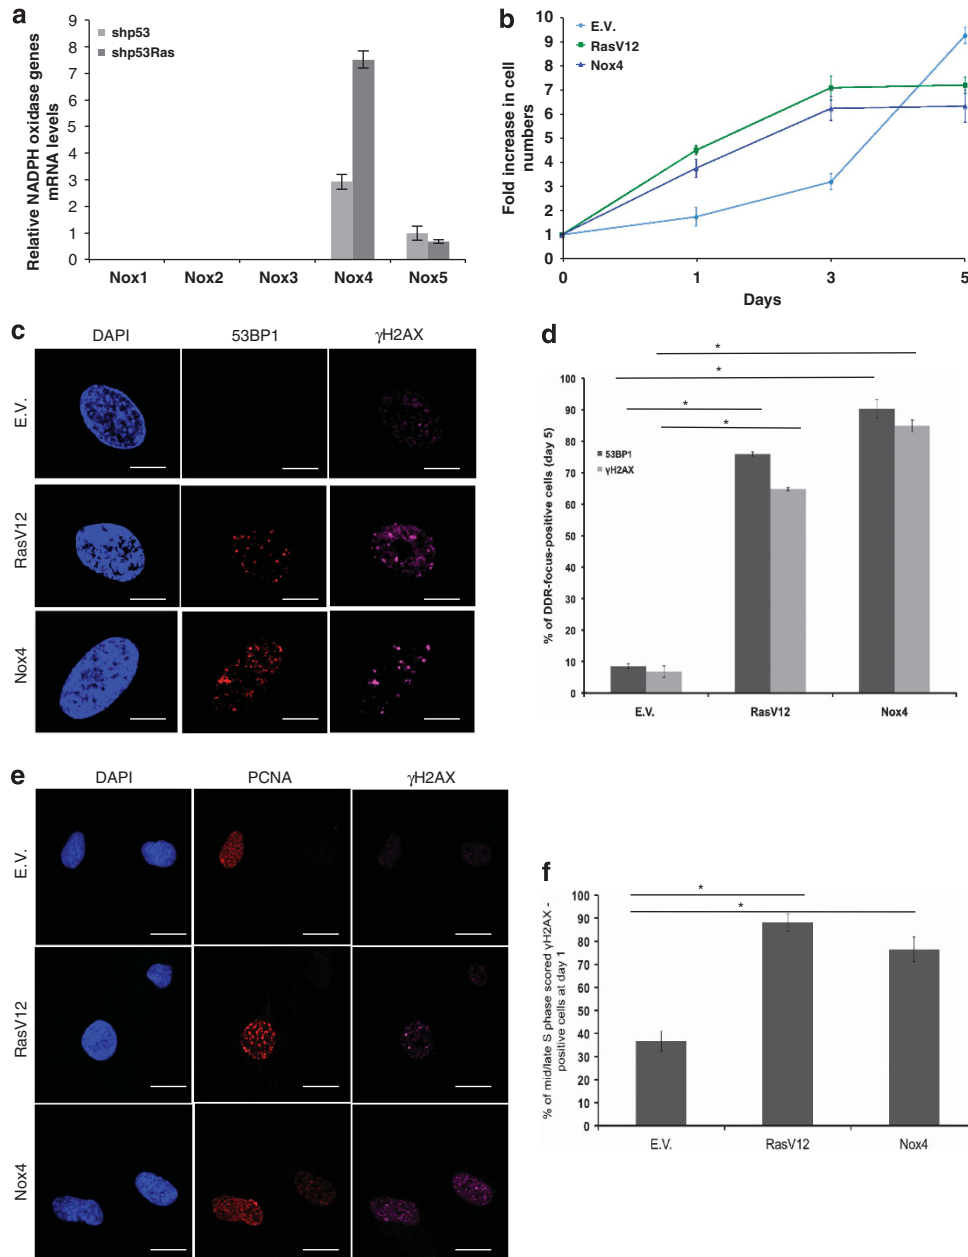 a
Relative NADPH oxidase genes
mRNA levels
9
8
7
6
5
4
3
2
1
0
shp53
shp53Ras
Nox1 Nox2 Nox3 Nox4 Nox5
b
Fold increase in cell
numbers
10
9
8
7
6
5
4
3
2
1
0
E.V.
RasV12
Nox4
0 1 3 5
Days
c
DAPI 53BP1 γH2AX
E.V.
RasV12
Nox4
d
% of DDR-focus-positive cells (day 5)
100
90
80
70
60
50
40
30
20
10
0
*
*
*
*
53BP1
γH2AX
E.V. RasV12 Nox4
e
DAPI PCNA γH2AX
E.V.
RasV12
Nox4
f
% of mid/late S phase scored γH2AX -
positive cells at day 1
100
90
80
70
60
50
40
30
20
10
0
*
*
E.V. RasV12 Nox4